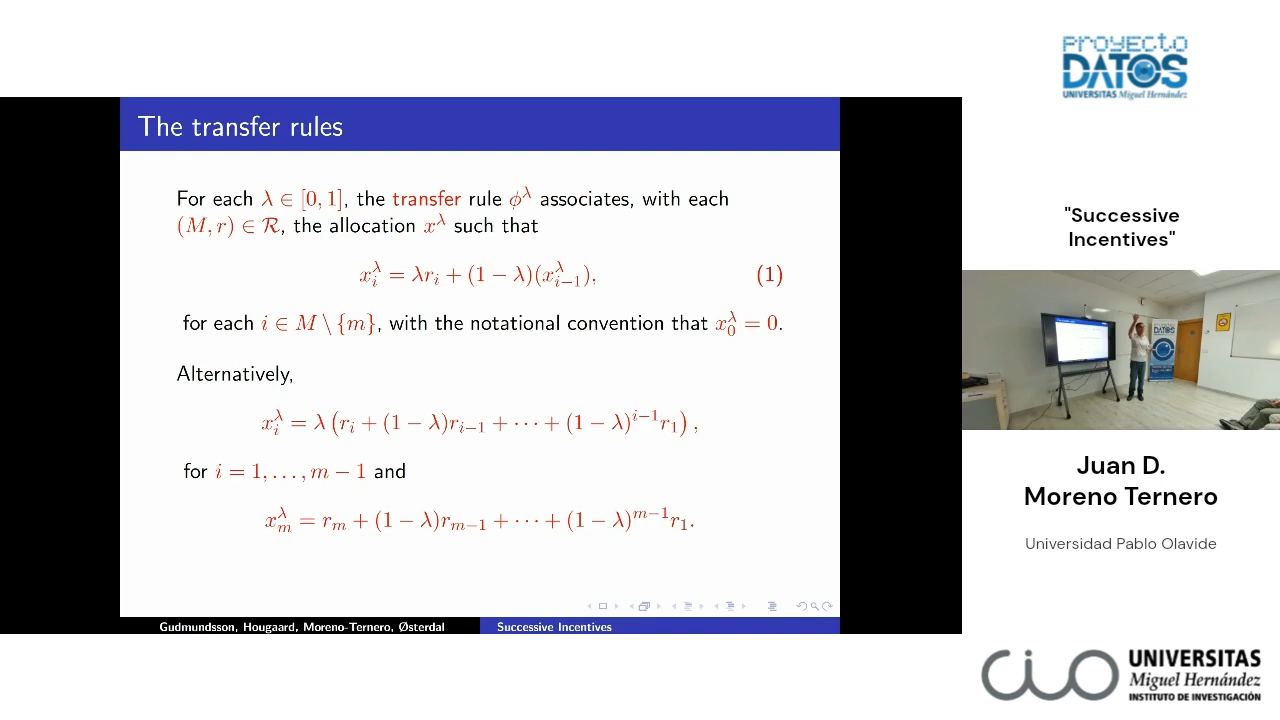 The transfer rules
For each λ ∈ [0, 1], the transfer rule ϕ^λ associates, with each
(M, r) ∈ ℛ, the allocation x^λ such that
x_i^λ = λr_i + (1 − λ)(x_{i−1}^λ), (1)
for each i ∈ M \ {m}, with the notational convention that x_0^λ = 0.
Alternatively,
x_i^λ = λ (r_i + (1 − λ)r_{i−1} + ··· + (1 − λ)^{i−1}r_1),
for i = 1, . . . , m − 1 and
x_m^λ = r_m + (1 − λ)r_{m−1} + ··· + (1 − λ)^{m−1}r_1.
Gudmundsson, Hougaard, Moreno-Ternero, Østerdal
Successive Incentives
PROYECTO
DATOS
UNIVERSITAS Miguel Hernández
"Successive
Incentives"
DATOS
Juan D.
Moreno Ternero
Universidad Pablo Olavide
CIO
UNIVERSITAS
Miguel Hernández
INSTITUTO DE INVESTIGACIÓN